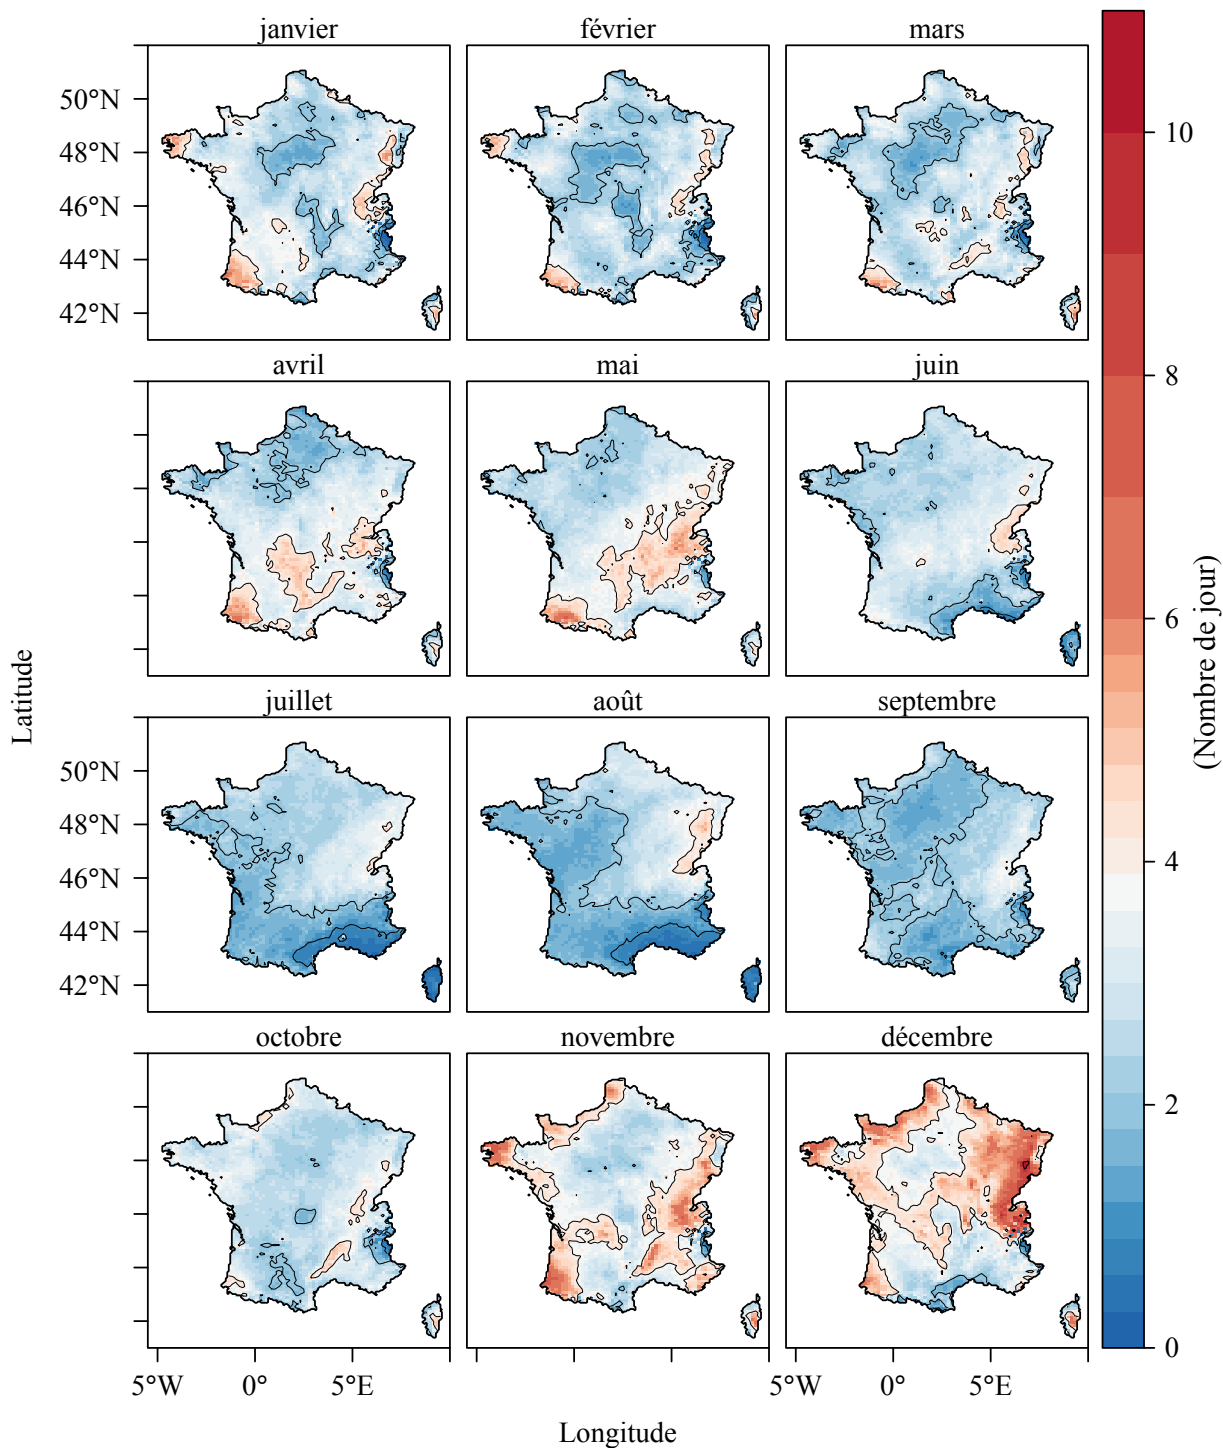 janvier février mars
50°N
48°N
46°N
44°N
42°N
10
avril mai juin
8
6
(Nombre de jour)
Latitude
juillet août septembre
50°N
48°N
46°N
44°N
42°N
4
octobre novembre décembre
2
0
5°W 0° 5°E 5°W 0° 5°E
Longitude